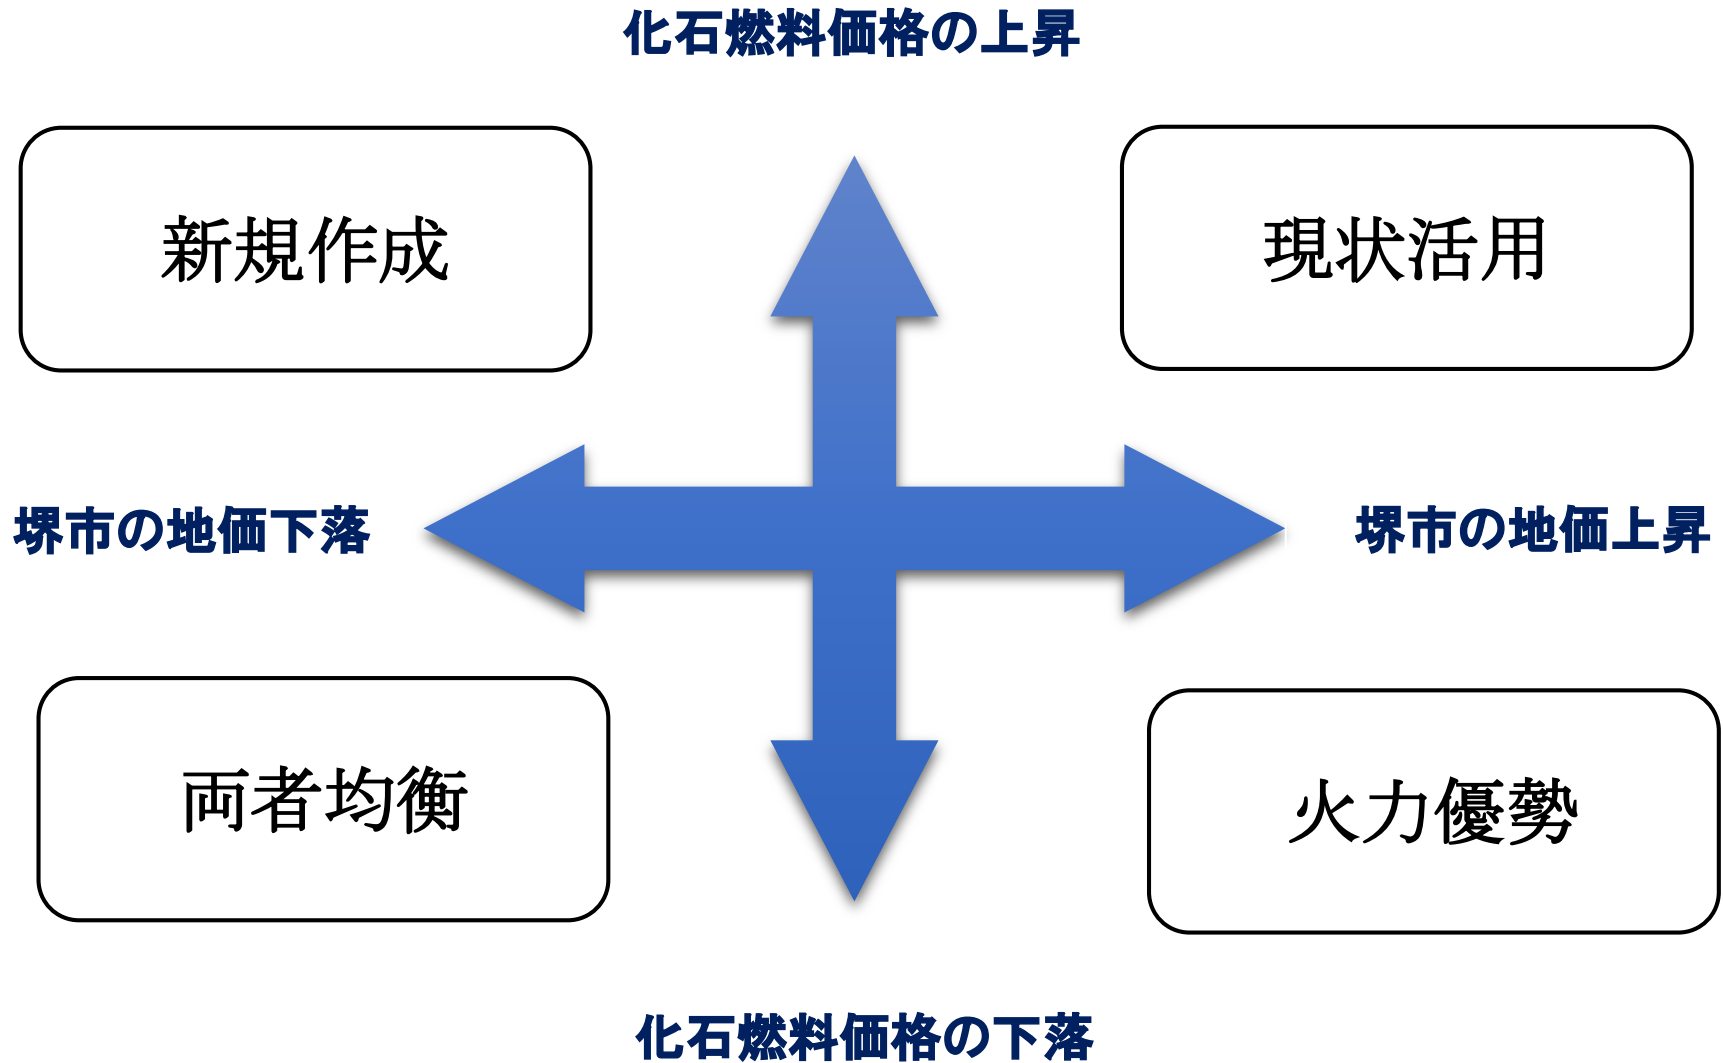 化石燃料価格の上昇
新規作成
現状活用
堺市の地価下落
堺市の地価上昇
両者均衡
火力優勢
化石燃料価格の下落